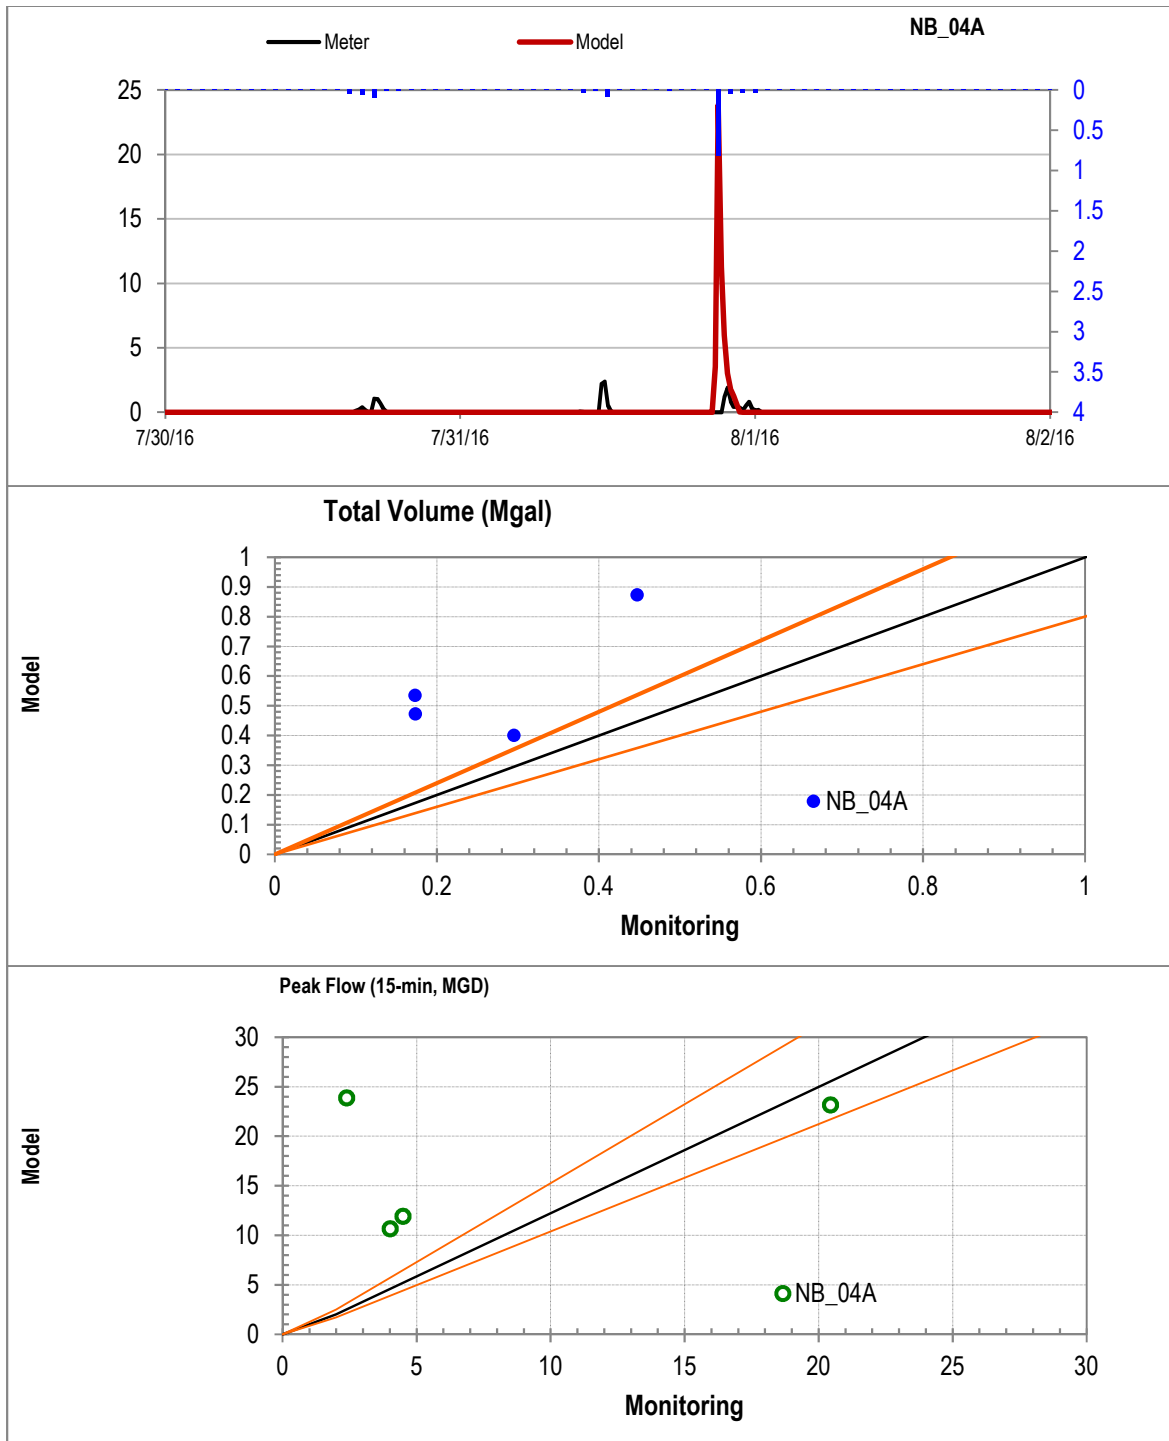 Meter Model NB_04A
25 0
20 0.5
15 1
10 1.5
5 2
0 2.5
3
3.5
4
7/30/16 7/31/16 8/1/16 8/2/16
Total Volume (Mgal)
Model
1
0.9
0.8
0.7
0.6
0.5
0.4
0.3
0.2
0.1
0
NB_04A
0 0.2 0.4 0.6 0.8 1
Monitoring
Peak Flow (15-min, MGD)
Model
30
25
20
15
10
5
0
NB_04A
0 5 10 15 20 25 30
Monitoring